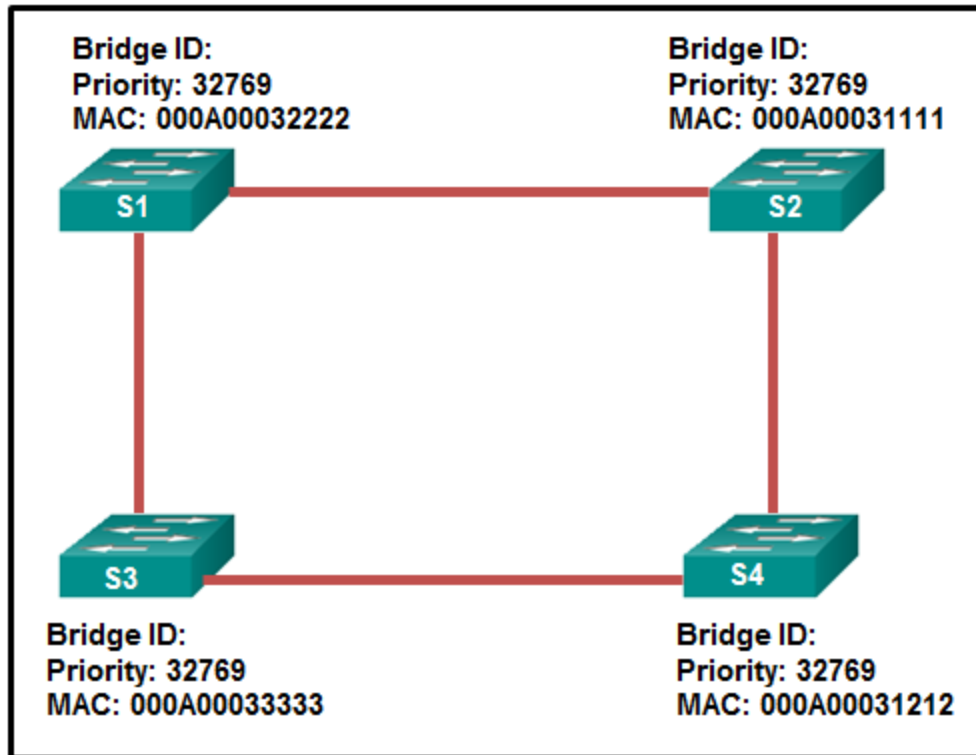 Bridge ID:
Priority: 32769
MAC: 000A00032222
Bridge ID:
Priority: 32769
MAC: 000A00031111
S1
S2
S3
S4
Bridge ID:
Priority: 32769
MAC: 000A00033333
Bridge ID:
Priority: 32769
MAC: 000A00031212